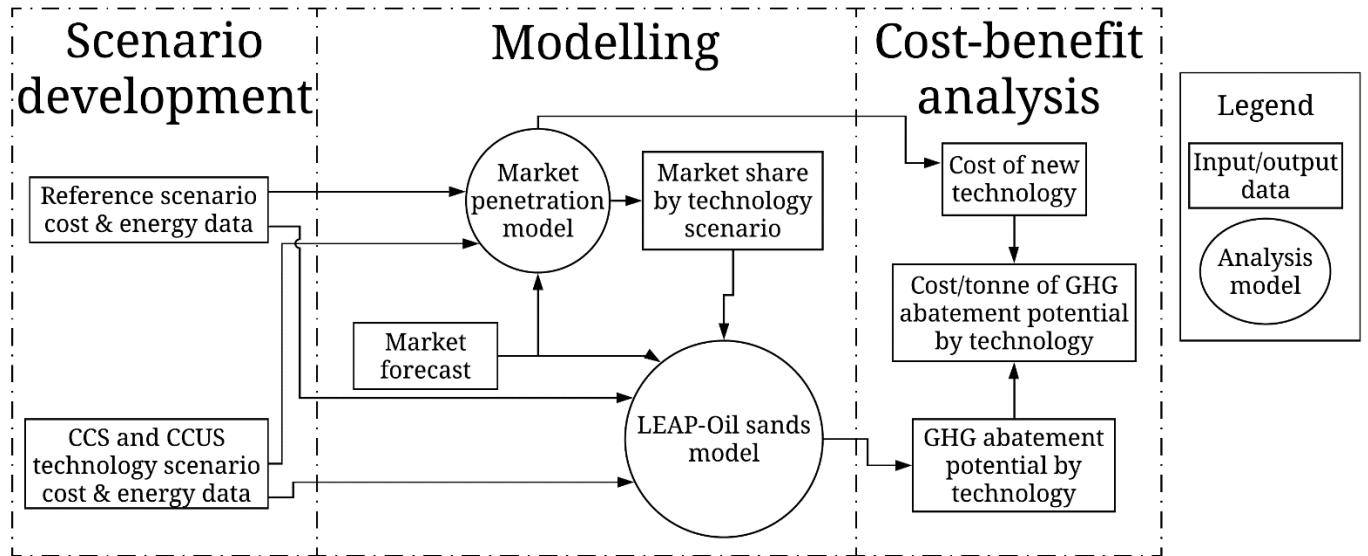 Scenario
development
Modelling
Cost-benefit
analysis
Reference scenario
cost & energy data
CCS and CCUS
technology scenario
cost & energy data
Market
penetration
model
Market share
by technology
scenario
Market
forecast
LEAP-Oil sands
model
Cost of new
technology
Cost/tonne of GHG
abatement potential
by technology
GHG abatement
potential by
technology
Legend
Input/output
data
Analysis
model